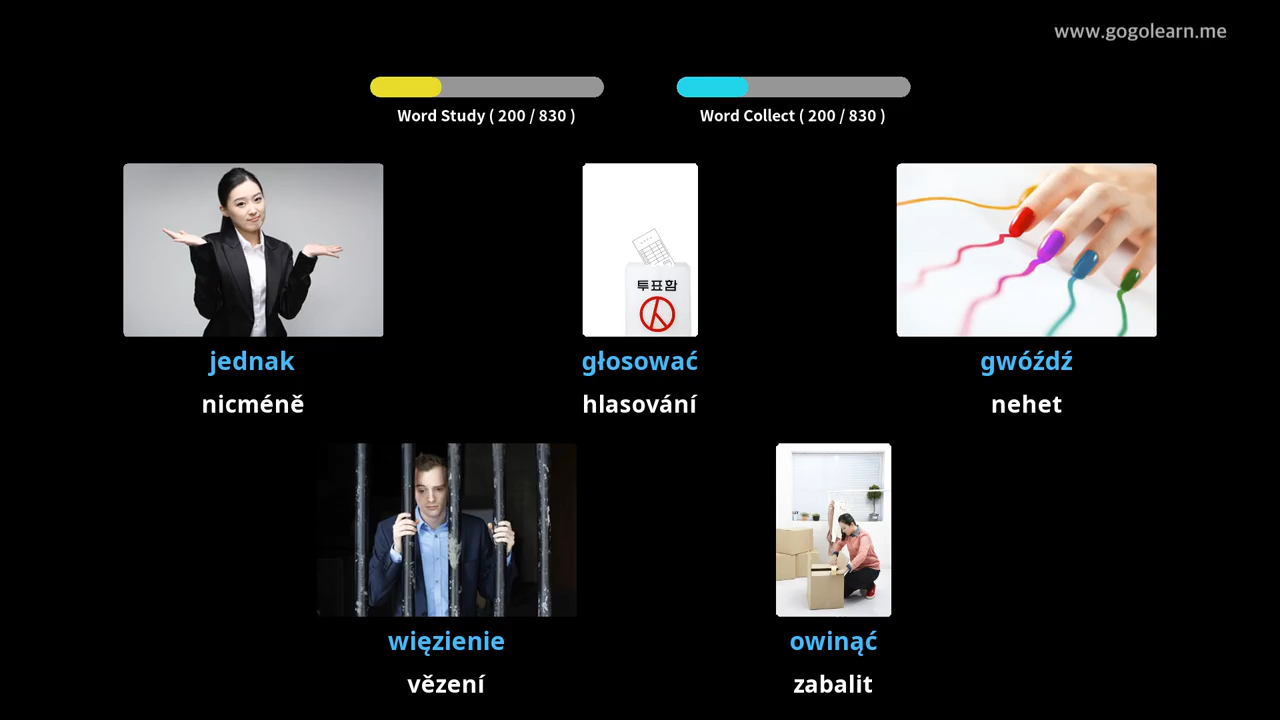 www.gogolearn.me
Word Study ( 200 / 830 )
Word Collect ( 200 / 830 )
투표함
jednak
głosować
gwóźdź
nicméně
hlasování
nehet
więzienie
owinąć
vězení
zabalit